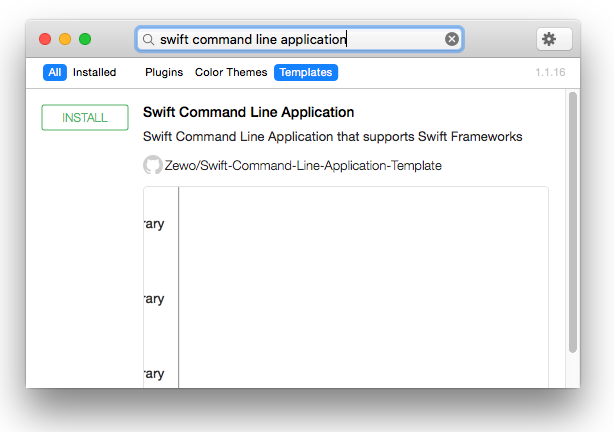 swift command line application
All Installed Plugins Color Themes Templates 1.1.16
INSTALL
Swift Command Line Application
Swift Command Line Application that supports Swift Frameworks
Zewo/Swift-Command-Line-Application-Template
rary
rary
rary